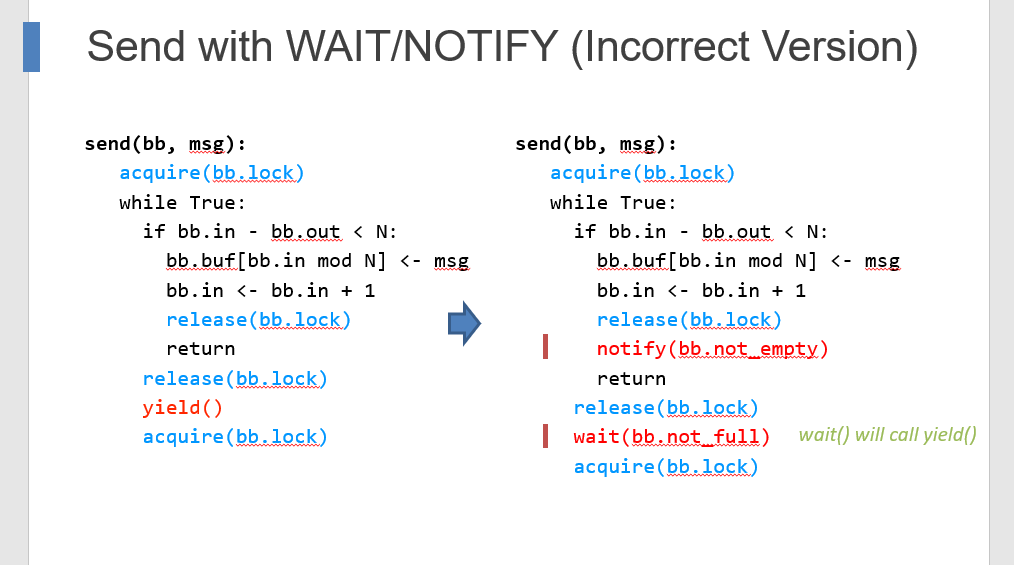 Send with WAIT/NOTIFY (Incorrect Version)
send(bb, msg):
acquire(bb.lock)
while True:
if bb.in - bb.out < N:
bb.buf[bb.in mod N] <- msg
bb.in <- bb.in + 1
release(bb.lock)
return
release(bb.lock)
yield()
acquire(bb.lock)
send(bb, msg):
acquire(bb.lock)
while True:
if bb.in - bb.out < N:
bb.buf[bb.in mod N] <- msg
bb.in <- bb.in + 1
release(bb.lock)
notify(bb.not_empty)
return
release(bb.lock)
wait(bb.not_full) wait() will call yield()
acquire(bb.lock)